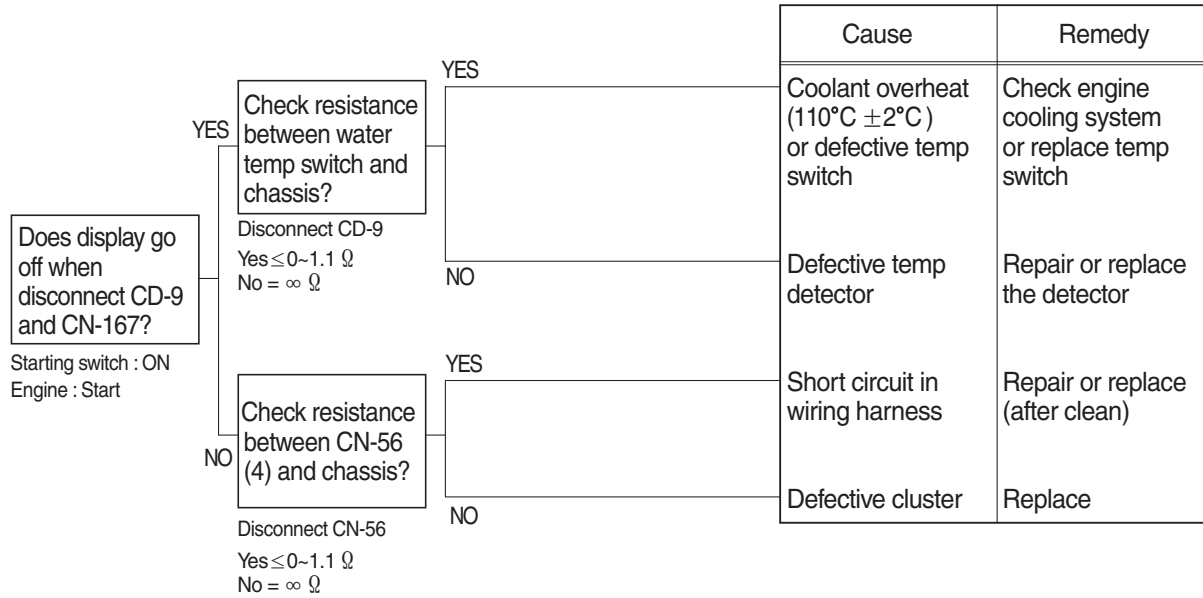 Does display go
off when
disconnect CD-9
and CN-167?
Starting switch : ON
Engine : Start
YES
Check resistance
between water
temp switch and
chassis?
Disconnect CD-9
Yes≤0~1.1 Ω
No = ∞ Ω
YES
NO
NO
Check resistance
between CN-56
(4) and chassis?
Disconnect CN-56
Yes≤0~1.1 Ω
No = ∞ Ω
YES
NO
Cause Remedy
Coolant overheat Check engine
(110°C ±2°C) cooling system
or defective temp or replace temp
switch switch
Defective temp Repair or replace
detector the detector
Short circuit in Repair or replace
wiring harness (after clean)
Defective cluster Replace